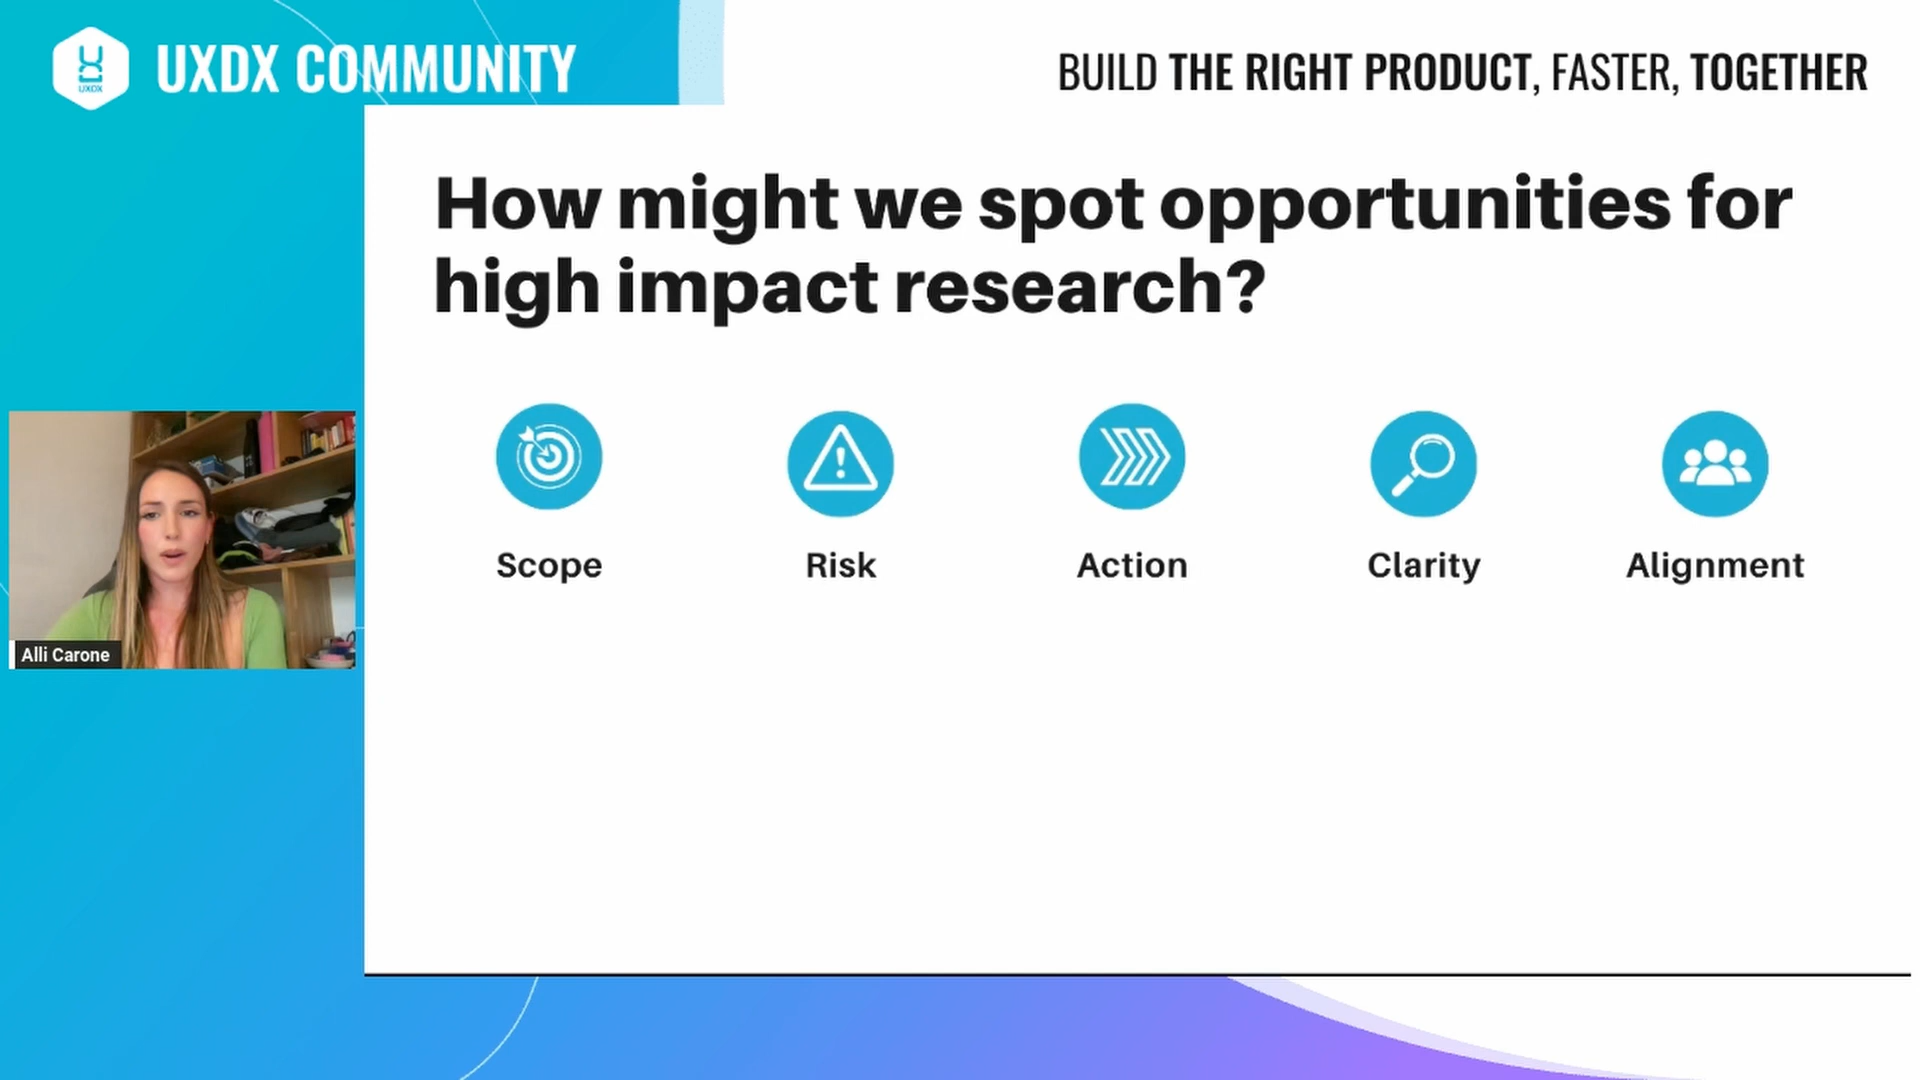 UXDX
UXDX COMMUNITY
BUILD THE RIGHT PRODUCT, FASTER, TOGETHER
How might we spot opportunities for
high impact research?
Scope
Risk
Action
Clarity
Alignment
Alli Carone